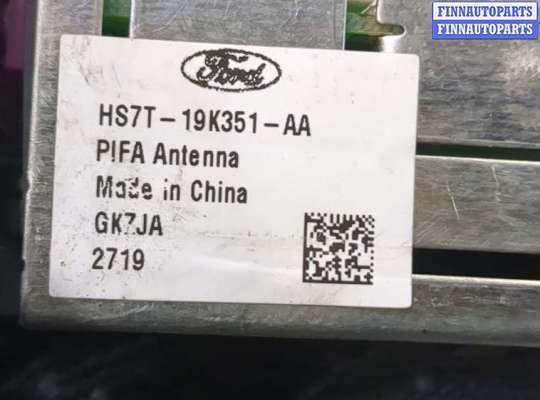 FINNAUTOPARTS
FINNAUTOPARTS
Ford
HS7T-19K351-AA
PIFA Antenna
Made in China
GK7JA
2719